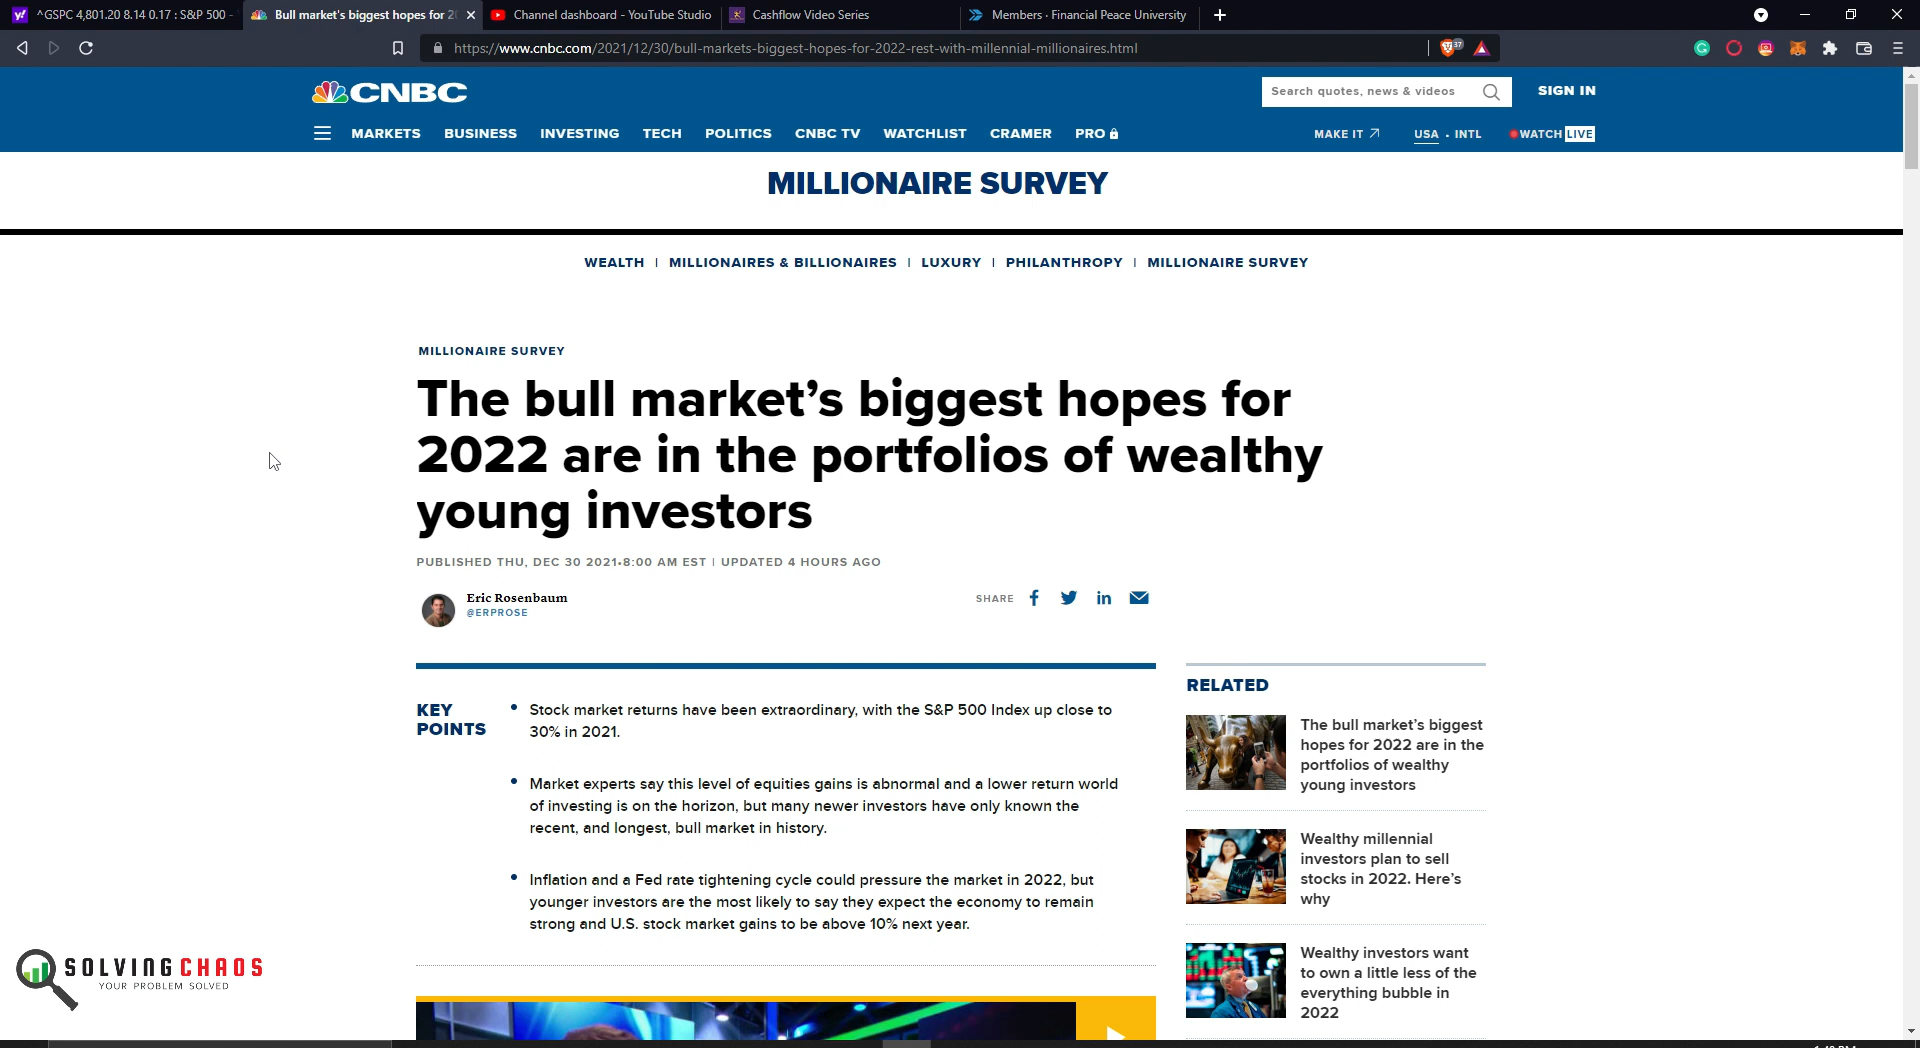 ^GSPC 4,801.20 8.14 0.17 : S&P 500 -
Bull market's biggest hopes for 2
Channel dashboard - YouTube Studio
Cashflow Video Series
Members · Financial Peace University
https://www.cnbc.com/2021/12/30/bull-markets-biggest-hopes-for-2022-rest-with-millennial-millionaires.html
37
CNBC
Search quotes, news & videos
SIGN IN
MARKETS BUSINESS INVESTING TECH POLITICS CNBC TV WATCHLIST CRAMER PRO
MAKE IT USA · INTL WATCH LIVE
MILLIONAIRE SURVEY
WEALTH | MILLIONAIRES & BILLIONAIRES | LUXURY | PHILANTHROPY | MILLIONAIRE SURVEY
MILLIONAIRE SURVEY
The bull market’s biggest hopes for
2022 are in the portfolios of wealthy
young investors
PUBLISHED THU, DEC 30 2021•8:00 AM EST | UPDATED 4 HOURS AGO
Eric Rosenbaum
@ERPROSE
SHARE
KEY
POINTS
Stock market returns have been extraordinary, with the S&P 500 Index up close to
30% in 2021.
Market experts say this level of equities gains is abnormal and a lower return world
of investing is on the horizon, but many newer investors have only known the
recent, and longest, bull market in history.
Inflation and a Fed rate tightening cycle could pressure the market in 2022, but
younger investors are the most likely to say they expect the economy to remain
strong and U.S. stock market gains to be above 10% next year.
RELATED
The bull market’s biggest
hopes for 2022 are in the
portfolios of wealthy
young investors
Wealthy millennial
investors plan to sell
stocks in 2022. Here’s
why
Wealthy investors want
to own a little less of the
everything bubble in
2022
SOLVING CHAOS
YOUR PROBLEM SOLVED